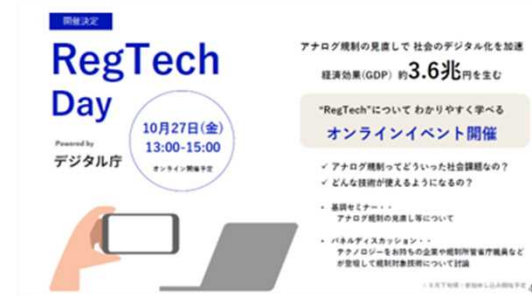 開催決定
RegTech
Day
Powered by
デジタル庁
10月27日(金)
13:00-15:00
オンライン開催予定
アナログ規制の見直しで 社会のデジタル化を加速
経済効果(GDP) 約3.6兆円を生む
“RegTech”について わかりやすく学べる
オンラインイベント開催
✓ アナログ規制ってどういった社会課題なの？
✓ どんな技術が使えるようになるの？
・ 基調セミナー・・
アナログ規制の見直し等について
・ パネルディスカッション・・
テクノロジーをお持ちの企業や規制所管省庁職員など
が登壇して規制対象技術について討論